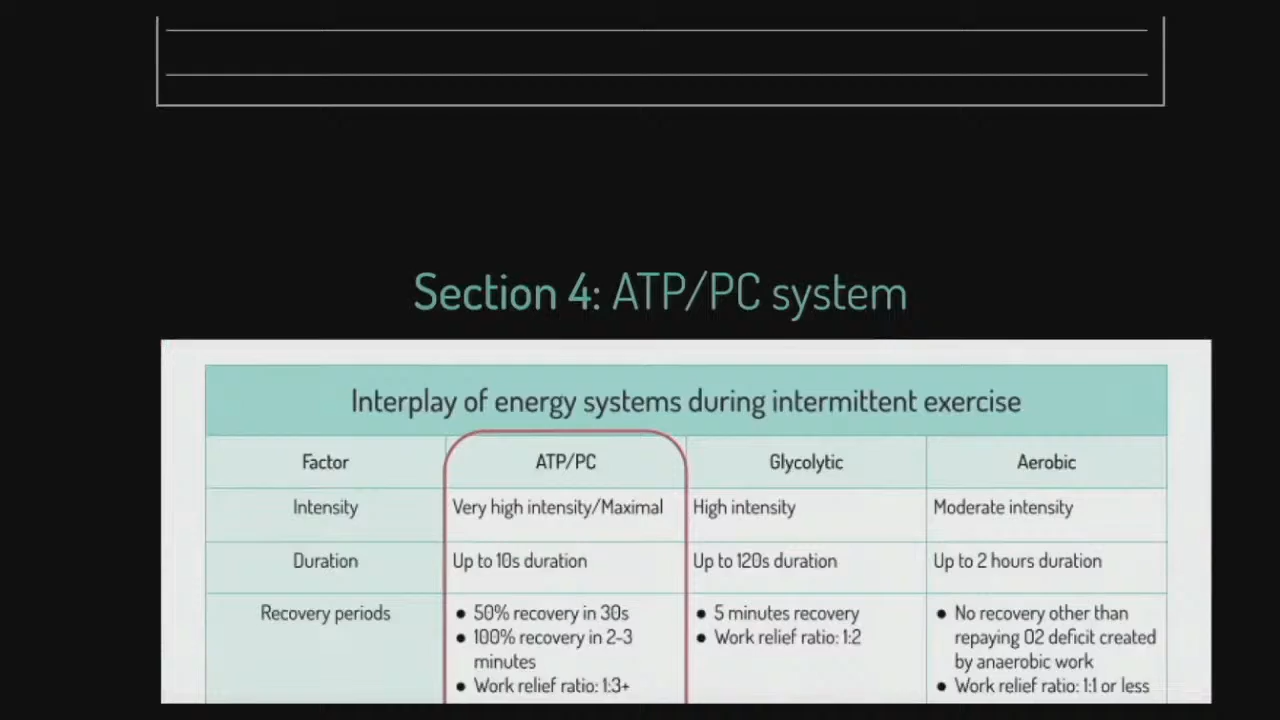 Section 4: ATP/PC system
Interplay of energy systems during intermittent exercise
Factor
ATP/PC
Glycolytic
Aerobic
Intensity
Very high intensity/Maximal
High intensity
Moderate intensity
Duration
Up to 10s duration
Up to 120s duration
Up to 2 hours duration
Recovery periods
● 50% recovery in 30s
● 100% recovery in 2-3
minutes
● Work relief ratio: 1:3+
● 5 minutes recovery
● Work relief ratio: 1:2
● No recovery other than
repaying O2 deficit created
by anaerobic work
● Work relief ratio: 1:1 or less